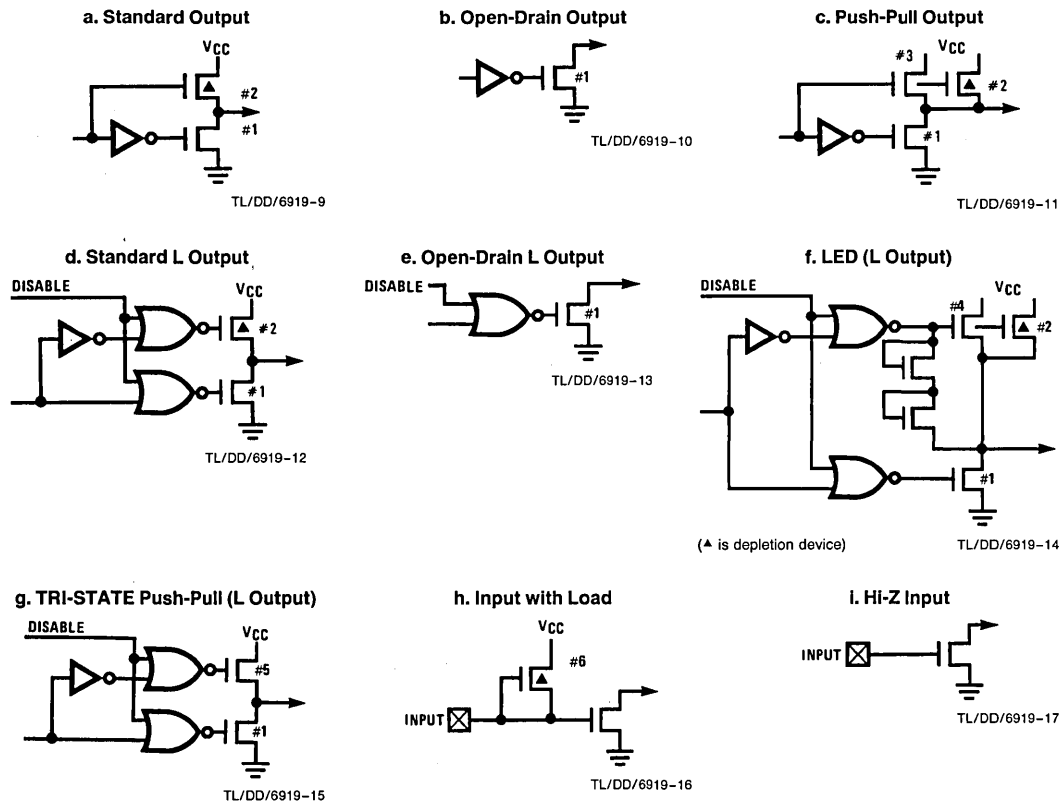 a. Standard Output
VCC
#2
#1
TL/DD/6919-9
b. Open-Drain Output
#1
TL/DD/6919-10
c. Push-Pull Output
#3
VCC
#2
#1
TL/DD/6919-11
d. Standard L Output
DISABLE
VCC
#2
#1
TL/DD/6919-12
e. Open-Drain L Output
DISABLE
#1
TL/DD/6919-13
f. LED (L Output)
DISABLE
VCC
#4
#2
#1
(▲ is depletion device)
TL/DD/6919-14
g. TRI-STATE Push-Pull (L Output)
DISABLE
VCC
#5
#1
TL/DD/6919-15
h. Input with Load
VCC
#6
INPUT
TL/DD/6919-16
i. Hi-Z Input
INPUT
TL/DD/6919-17